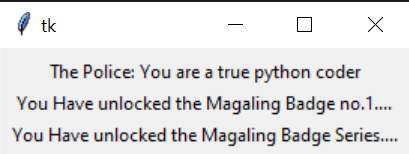 tk
The Police: You are a true python coder
You Have unlocked the Magaling Badge no.1....
You Have unlocked the Magaling Badge Series....